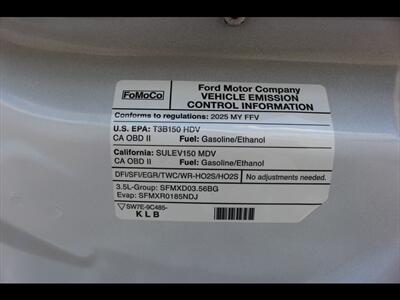 FoMoCo
Ford Motor Company
VEHICLE EMISSION
CONTROL INFORMATION
Conforms to regulations: 2025 MY FFV
U.S. EPA: T3B150 HDV
CA OBD II Fuel: Gasoline/Ethanol
California: SULEV150 MDV
CA OBD II Fuel: Gasoline/Ethanol
DFI/SFI/EGR/TWC/WR-HO2S/HO2S No adjustments needed.
3.5L-Group: SFMXD03.56BG
Evap: SFMXR0185NDJ
SW7E-9C485-
KLB